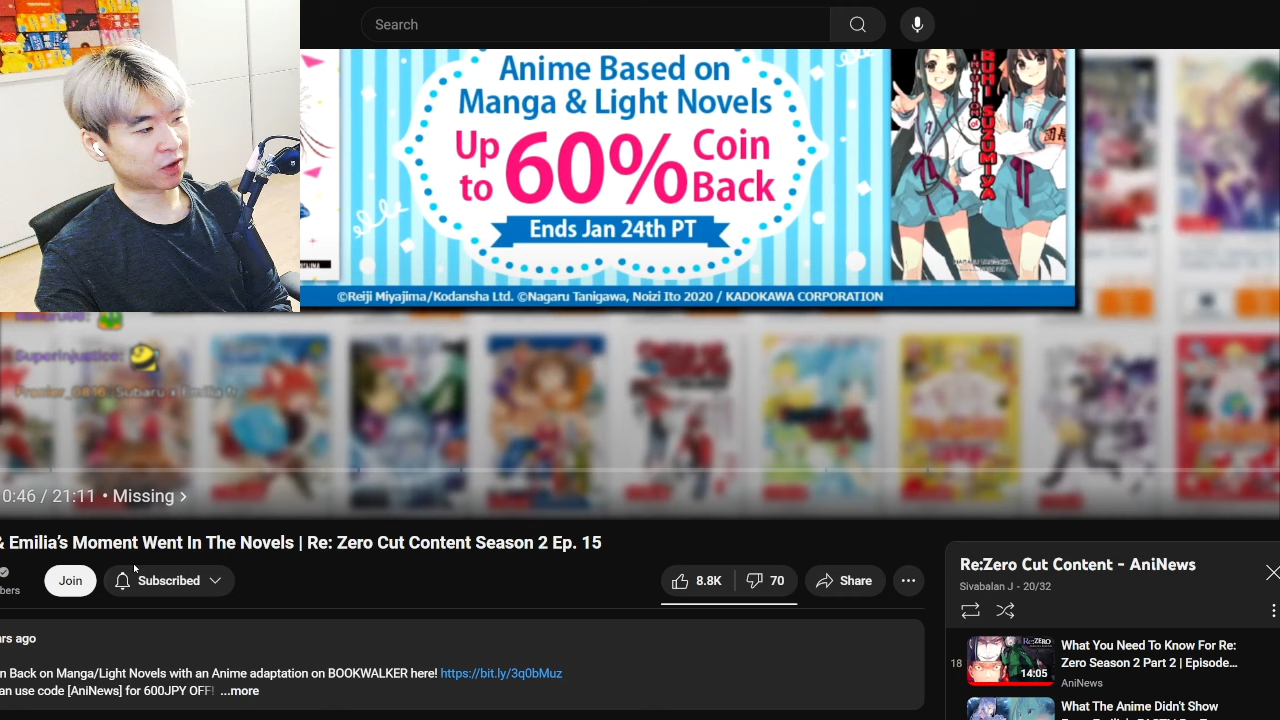 Search
Anime Based on
Manga & Light Novels
Up to 60% Coin Back
Ends Jan 24th PT
©Reiji Miyajima/Kodansha Ltd. ©Nagaru Tanigawa, Noizi Ito 2020 / KADOKAWA CORPORATION
Superinjustice:
Subaru x Emilia fr
0:46 / 21:11 • Missing >
& Emilia's Moment Went In The Novels | Re: Zero Cut Content Season 2 Ep. 15
Join
Subscribed
8.8K
70
Share
Re:Zero Cut Content - AniNews
Sivabalan J - 20/32
ago
Back on Manga/Light Novels with an Anime adaptation on BOOKWALKER here! https://bit.ly/3q0bMuz
use code [AniNews] for 600JPY OFF! ...more
18
14:05
What You Need To Know For Re:
Zero Season 2 Part 2 | Episode...
AniNews
What The Anime Didn't Show